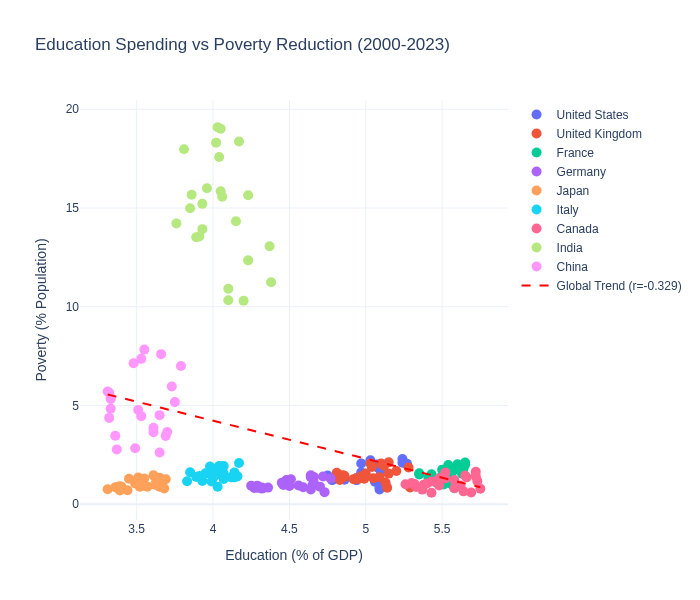 Education Spending vs Poverty Reduction (2000-2023)
20
15
10
5
0
Poverty (% Population)
3.5
4
4.5
5
5.5
Education (% of GDP)
United States
United Kingdom
France
Germany
Japan
Italy
Canada
India
China
Global Trend (r=-0.329)